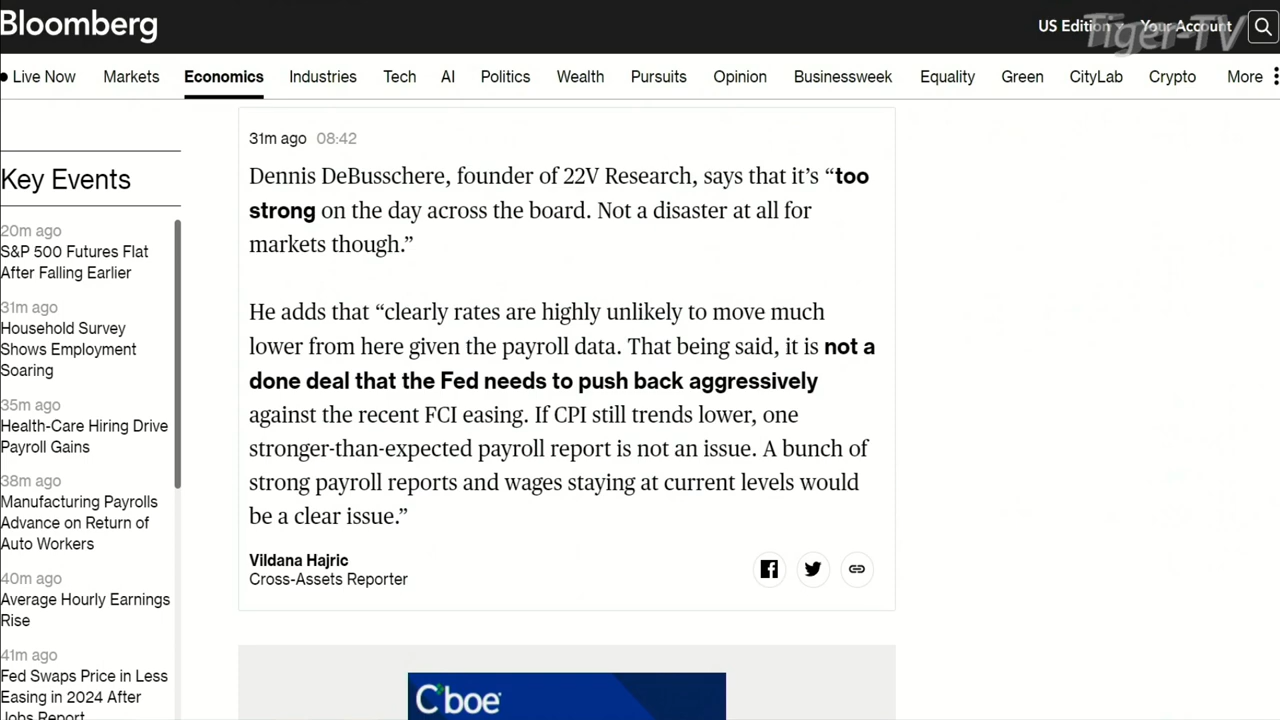 Bloomberg
US Edition
Your Account
Tiger-TV
Live Now
Markets
Economics
Industries
Tech
AI
Politics
Wealth
Pursuits
Opinion
Businessweek
Equality
Green
CityLab
Crypto
More
Key Events
20m ago
S&P 500 Futures Flat
After Falling Earlier
31m ago
Household Survey
Shows Employment
Soaring
35m ago
Health-Care Hiring Drive
Payroll Gains
38m ago
Manufacturing Payrolls
Advance on Return of
Auto Workers
40m ago
Average Hourly Earnings
Rise
41m ago
Fed Swaps Price in Less
Easing in 2024 After
Jobs Report
31m ago 08:42
Dennis DeBusschere, founder of 22V Research, says that it’s “too
strong on the day across the board. Not a disaster at all for
markets though.”
He adds that “clearly rates are highly unlikely to move much
lower from here given the payroll data. That being said, it is not a
done deal that the Fed needs to push back aggressively
against the recent FCI easing. If CPI still trends lower, one
stronger-than-expected payroll report is not an issue. A bunch of
strong payroll reports and wages staying at current levels would
be a clear issue.”
Vildana Hajric
Cross-Assets Reporter
Cboe